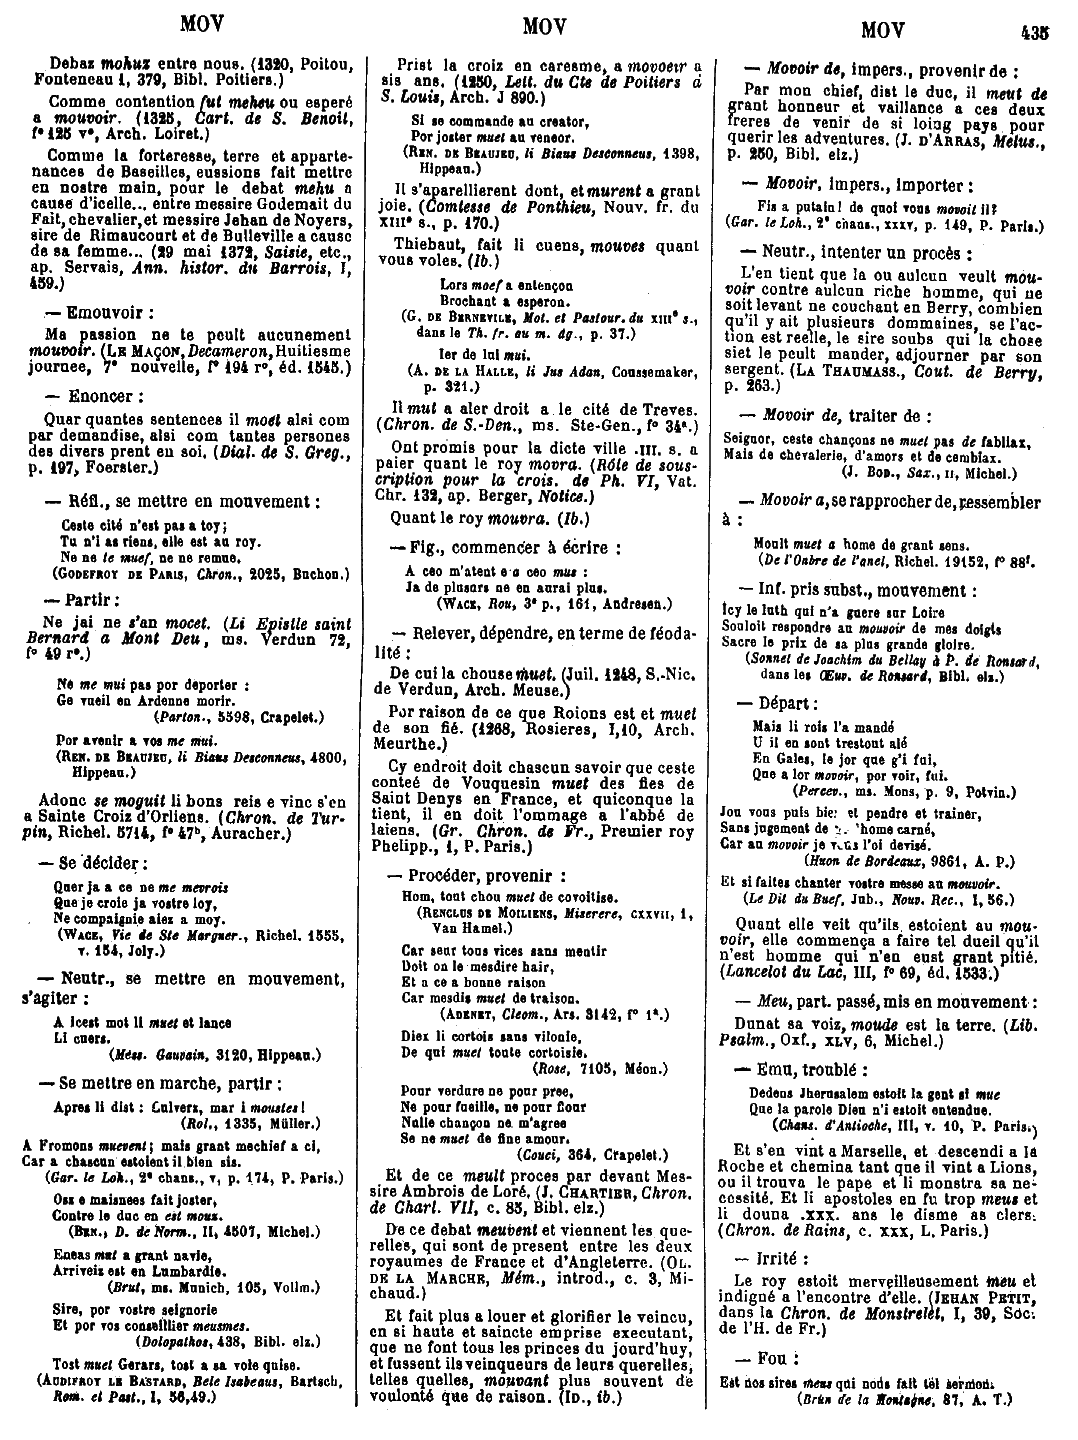 MOV
MOV
MOV
435
Debaz mohuz entre nous. (1320, Poitou,
Fonteneau 1, 379, Bibl. Poitiers.)
Comme contention fut meheu ou esperé
a mouvoir. (1325, Cart. de S. Benoit,
f° 125 v°, Arch. Loiret.)
Comme la forteresse, terre et apparte-
nances de Baseilles, eussions fait mettre
en nostre main, pour le debat mehu a
cause d'icelle... entre messire Godemait du
Fait, chevalier, et messire Jehan de Noyers,
sire de Rimaucourt et de Bulleville a cause
de sa femme... (29 mai 1372, Saisie, etc.,
ap. Servais, Ann. histor. du Barrois, I,
459.)
— Emouvoir :
Ma passion ne te peult aucunement
mouvoir. (LE MAÇON, Decameron, Huitiesme
journee, 7° nouvelle, f° 194 r°, éd. 1545.)
— Enoncer :
Quar quantes sentences il moet alsi com
par demandise, alsi com tantes persones
des divers prent en soi. (Dial. de S. Greg.,
p. 197, Foerster.)
— Réfl., se mettre en mouvement :
Ceste cité n'est pas a toy;
Tu n'i as riens, elle est au roy.
Ne ne te muef, ne ne remue.
(GODEFROY DE PARIS, Chron., 2025, Buchon.)
— Partir :
Ne jai ne s'an mocet. (Li Epistle saint
Bernard a Mont Deu, ms. Verdun 72,
f° 49 r°.)
Ne me mui pas por deporter :
Ge vueil en Ardenne morir.
(Parton., 5598, Crapelet.)
Por avenir a vos me mui.
(REN. DE BEAUJEU, li Biaus Desconneus, 4800,
Hippeau.)
Adonc se moguit li bons reis e vinc s'en
a Sainte Croiz d'Orliens. (Chron. de Tur-
pin, Richel. 5714, f° 47ᵇ, Auracher.)
— Se décider :
Quer ja a ce ne me mevrois
Que je croie ja vostre loy,
Ne compaignie aiez a moy.
(WACE, Vie de Ste Marguer., Richel. 1555,
v. 154, Joly.)
— Neutr., se mettre en mouvement,
s'agiter :
A icest mot li muet et lance
Li cuers.
(Mess. Gauvain, 3120, Hippeau.)
— Se mettre en marche, partir :
Apres li dist : Culverz, mar i moustes !
(Rol., 1335, Müller.)
A Fromons muevent; mais grant mechief a ci,
Car a chascun estoient il bien sis.
(Gar. le Loh., 2° chans., v, p. 174, P. Paris.)
Oss e maisnees fait joster,
Contre le duc en est mous.
(BEN., D. de Norm., II, 4507, Michel.)
Eneas mut a grant navie,
Arriveiz est en Lumbardie.
(Brut, ms. Munich, 105, Vollm.)
Sire, por vostre seignorie
Et por vos conseillier meusmes.
(Dolopathos, 438, Bibl. elz.)
Tost muet Gerars, tost a sa voie quise.
(AUDIFROT LE BASTARD, Bele Isabeaus, Bartsch,
Rom. et Past., I, 56,49.)
Prist la croiz en caresme, a movoeir a
sis ans. (1250, Lett. du Cte de Poitiers à
S. Louis, Arch. J 890.)
Si se commande au creator,
Por joster muet au veneor.
(REN. DE BEAUJEU, li Biaus Desconneus, 1398,
Hippeau.)
Il s'aparellierent dont, et murent a grant
joie. (Comtesse de Ponthieu, Nouv. fr. du
XIII° s., p. 170.)
Thiebaut, fait li cuens, mouves quant
vous voles. (Ib.)
Lors moef a entençon
Brochant a esperon.
(G. DE BERNEVILE, Mot. et Pastour. du XIII° s.,
dans le Th. fr. au m. âg., p. 37.)
Ier de lui mui.
(A. DE LA HALLE, li Jus Adan, Coussemaker,
p. 321.)
Il mut a aler droit a le cité de Treves.
(Chron. de S.-Den., ms. Ste-Gen., f° 34ᵃ.)
Ont promis pour la dicte ville .III. s. a
paier quant le roy movra. (Rôle de sous-
cription pour la crois. de Ph. VI, Vat.
Chr. 132, ap. Berger, Notice.)
Quant le roy mouvra. (Ib.)
— Fig., commencer à écrire :
A ceo m'atent e a ceo mus :
Ja de plusurs ne en aurai plus.
(WACE, Rou, 3° p., 161, Andresen.)
— Relever, dépendre, en terme de féoda-
lité :
De cui la chouse muet. (Juil. 1248, S.-Nic.
de Verdun, Arch. Meuse.)
Por raison de ce que Roions est et muet
de son fié. (1268, Rosieres, I,10, Arch.
Meurthe.)
Cy endroit doit chascun savoir que ceste
conteé de Vouquesin muet des fies de
Saint Denys en France, et quiconque la
tient, il en doit l'ommage a l'abbé de
laiens. (Gr. Chron. de Fr., Premier roy
Phelipp., I, P. Paris.)
— Procéder, provenir :
Hom, tout chou muet de covoitise.
(RENCLUS DE MOILIENS, Miserere, CXXVII, 1,
Van Hamel.)
Car seur tous vices sans mentir
Doit on le mesdire hair,
Et n ce a bonne raison
Car mesdis muet de traison.
(ADENET, Cleom., Ars. 3142, f° 1ᵃ.)
Diex li cortois sans vilonie,
De qui muet toute cortoisie.
(Rose, 7105, Méon.)
Pour verdure ne pour pree,
Ne pour fueille, ne pour flour
Nulle chançon ne m'agree
Se ne muet de fine amour.
(Couci, 364, Crapelet.)
Et de ce meult proces par devant Mes-
sire Ambrois de Loré. (J. CHARTIER, Chron.
de Charl. VII, c. 85, Bibl. elz.)
De ce debat meuvent et viennent les que-
relles, qui sont de present entre les deux
royaumes de France et d'Angleterre. (OL.
DE LA MARCHE, Mém., introd., c. 3, Mi-
chaud.)
Et fait plus a louer et glorifier le veincu,
en si haute et saincte emprise executant,
que ne font tous les princes du jourd'huy,
et fussent ils veinqueurs de leurs querelles,
telles quelles, mouvant plus souvent de
voulonté que de raison. (ID., ib.)
— Movoir de, impers., provenir de :
Par mon chief, dist le duc, il meut de
grant honneur et vaillance a ces deux
freres de venir de si loing pays pour
querir les adventures. (J. D'ARRAS, Melus.,
p. 250, Bibl. elz.)
— Movoir, impers., importer :
Fis a putain ! de quoi vous movoit il?
(Gar. le Loh., 2° chans., XXXV, p. 149, P. Paris.)
— Neutr., intenter un procès :
L'en tient que la ou aulcun veult mou-
voir contre aulcun riche homme, qui ne
soit levant ne couchant en Berry, combien
qu'il y ait plusieurs dommaines, se l'ac-
tion est reelle, le sire soubs qui la chose
siet le peult mander, adjourner par son
sergent. (LA THAUMASS., Cout. de Berry,
p. 263.)
— Movoir de, traiter de :
Seignor, ceste chançons ne muet pas de fabliax,
Mais de chevalerie, d'amors et de cembiax.
(J. BOD., Sax., II, Michel.)
— Movoir a, se rapprocher de, ressembler
à :
Moult muet a home de grant sens.
(De l'Onbre de l'anel, Richel. 19152, f° 88ᶠ.)
— Inf. pris subst., mouvement :
Icy le luth qui n'a guere sur Loire
Souloit respondre au mouvoir de mes doigts
Sacre le prix de sa plus grande gloire.
(Sonnet de Joachim du Bellay à P. de Ronsard,
dans les Œuv. de Ronsard, Bibl. elz.)
— Départ :
Mais li rois l'a mandé
U il en sont trestout alé
En Gales, le jor que g'i fui,
Que a lor movoir, por voir, fui.
(Percev., ms. Mons, p. 9, Potvin.)
Jou vous puis bien et pendre et trainer,
Sans jugement de home carné,
Car au movoir je vous l'oi devisé.
(Huon de Bordeaux, 9861, A. P.)
Et si faites chanter vostre messe au mouvoir.
(Le Dit du Buef, Jub., Nouv. Rec., I, 56.)
Quant elle veit qu'ils estoient au mou-
voir, elle commença a faire tel dueil qu'il
n'est homme qui n'en eust grant pitié.
(Lancelot du Lac, III, f° 69, éd. 1533.)
— Meu, part. passé, mis en mouvement :
Dunat sa voiz, moude est la terre. (Lib.
Psalm., Oxf., XLV, 6, Michel.)
— Emu, troublé :
Dedens Jherusalem estoit la gent si mue
Que la parole Dieu n'i estoit entendue.
(Chans. d'Antioche, III, v. 10, P. Paris.)
Et s'en vint a Marselle, et descendi a la
Roche et chemina tant que il vint a Lions,
ou il trouva le pape et li monstra sa ne-
cessité. Et li apostoles en fu trop meus et
li douna .XXX. ans le disme as clers.
(Chron. de Rains, c. XXX, L. Paris.)
— Irrité :
Le roy estoit merveilleusement meu et
indigné a l'encontre d'elle. (JEHAN PETIT,
dans la Chron. de Monstrelet, I, 39, Soc.
de l'H. de Fr.)
— Fou :
Est nos sires meus qui nous fait tel sermon.
(Brun de la Montaigne, 87, A. T.)